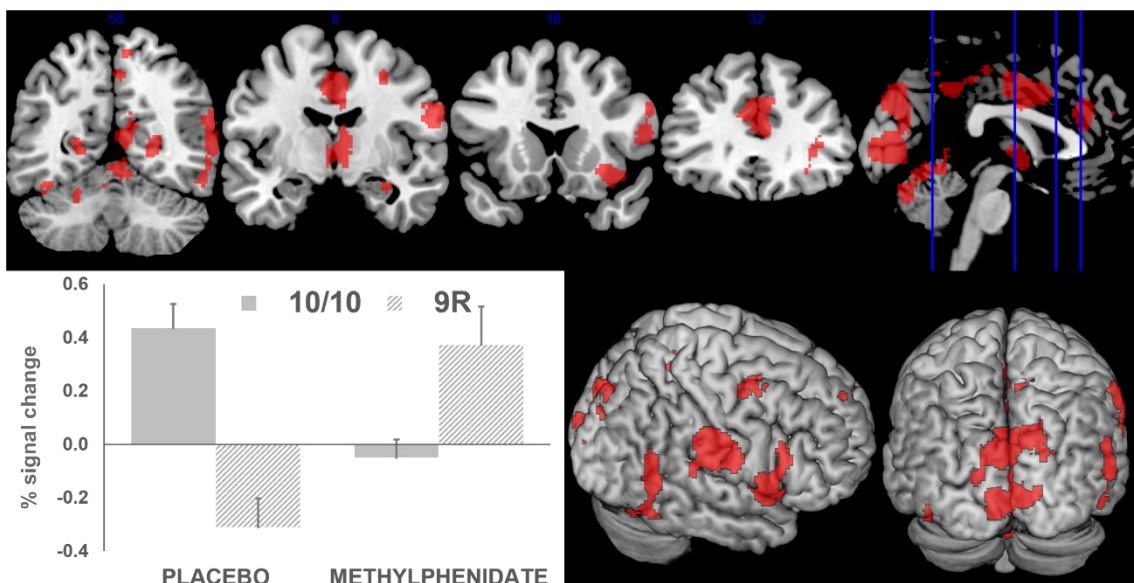 -58 -8 18 32
0.6
10/10 9R
0.4
0.2
0.0
-0.2
-0.4
% signal change
PLACEBO METHYLPHENIDATE